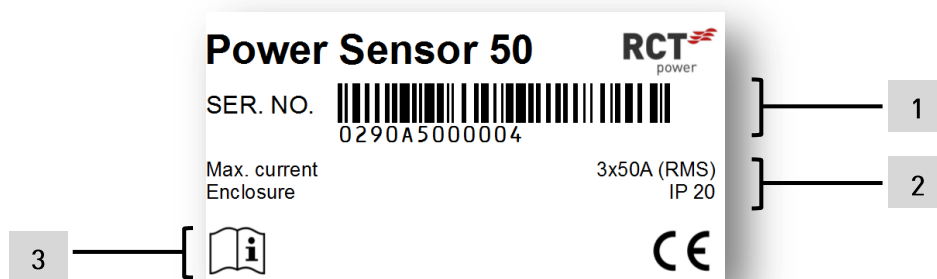 Power Sensor 50
RCT
power
SER. NO.
0290A5000004
1
Max. current 3x50A (RMS)
Enclosure IP 20
2
3
i
CE